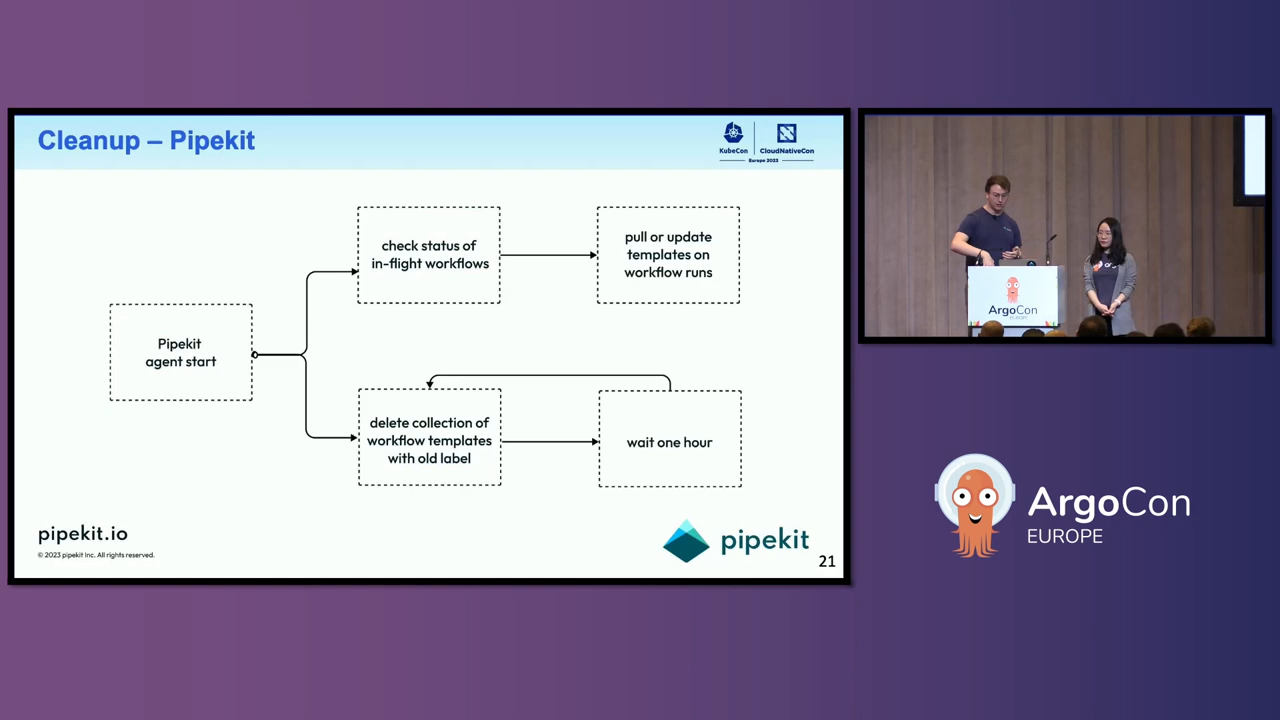 Cleanup – Pipekit
KubeCon
CloudNativeCon
Europe 2023
check status of
in-flight workflows
pull or update
templates on
workflow runs
Pipekit
agent start
delete collection of
workflow templates
with old label
wait one hour
pipekit.io
© 2023 pipekit Inc. All rights reserved.
pipekit
21
ArgoCon
EUROPE
ArgoCon
EUROPE